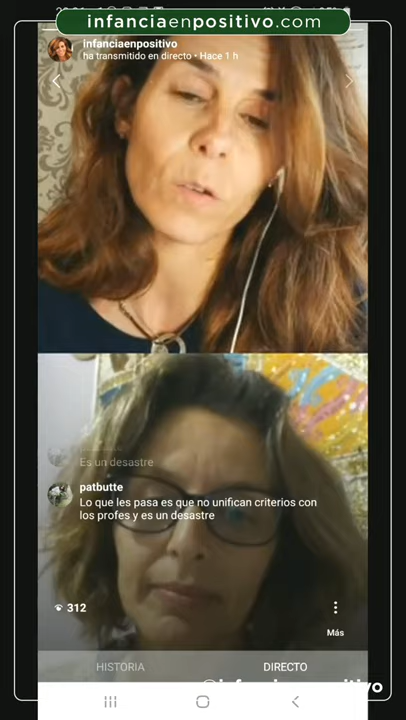 infanciaenpositivo.com
infanciaenpositivo
ha transmitido en directo • Hace 1 h
Es un desastre
patbutte
Lo que les pasa es que no unifican criterios con
los profes y es un desastre
312
Más
HISTORIA
DIRECTO